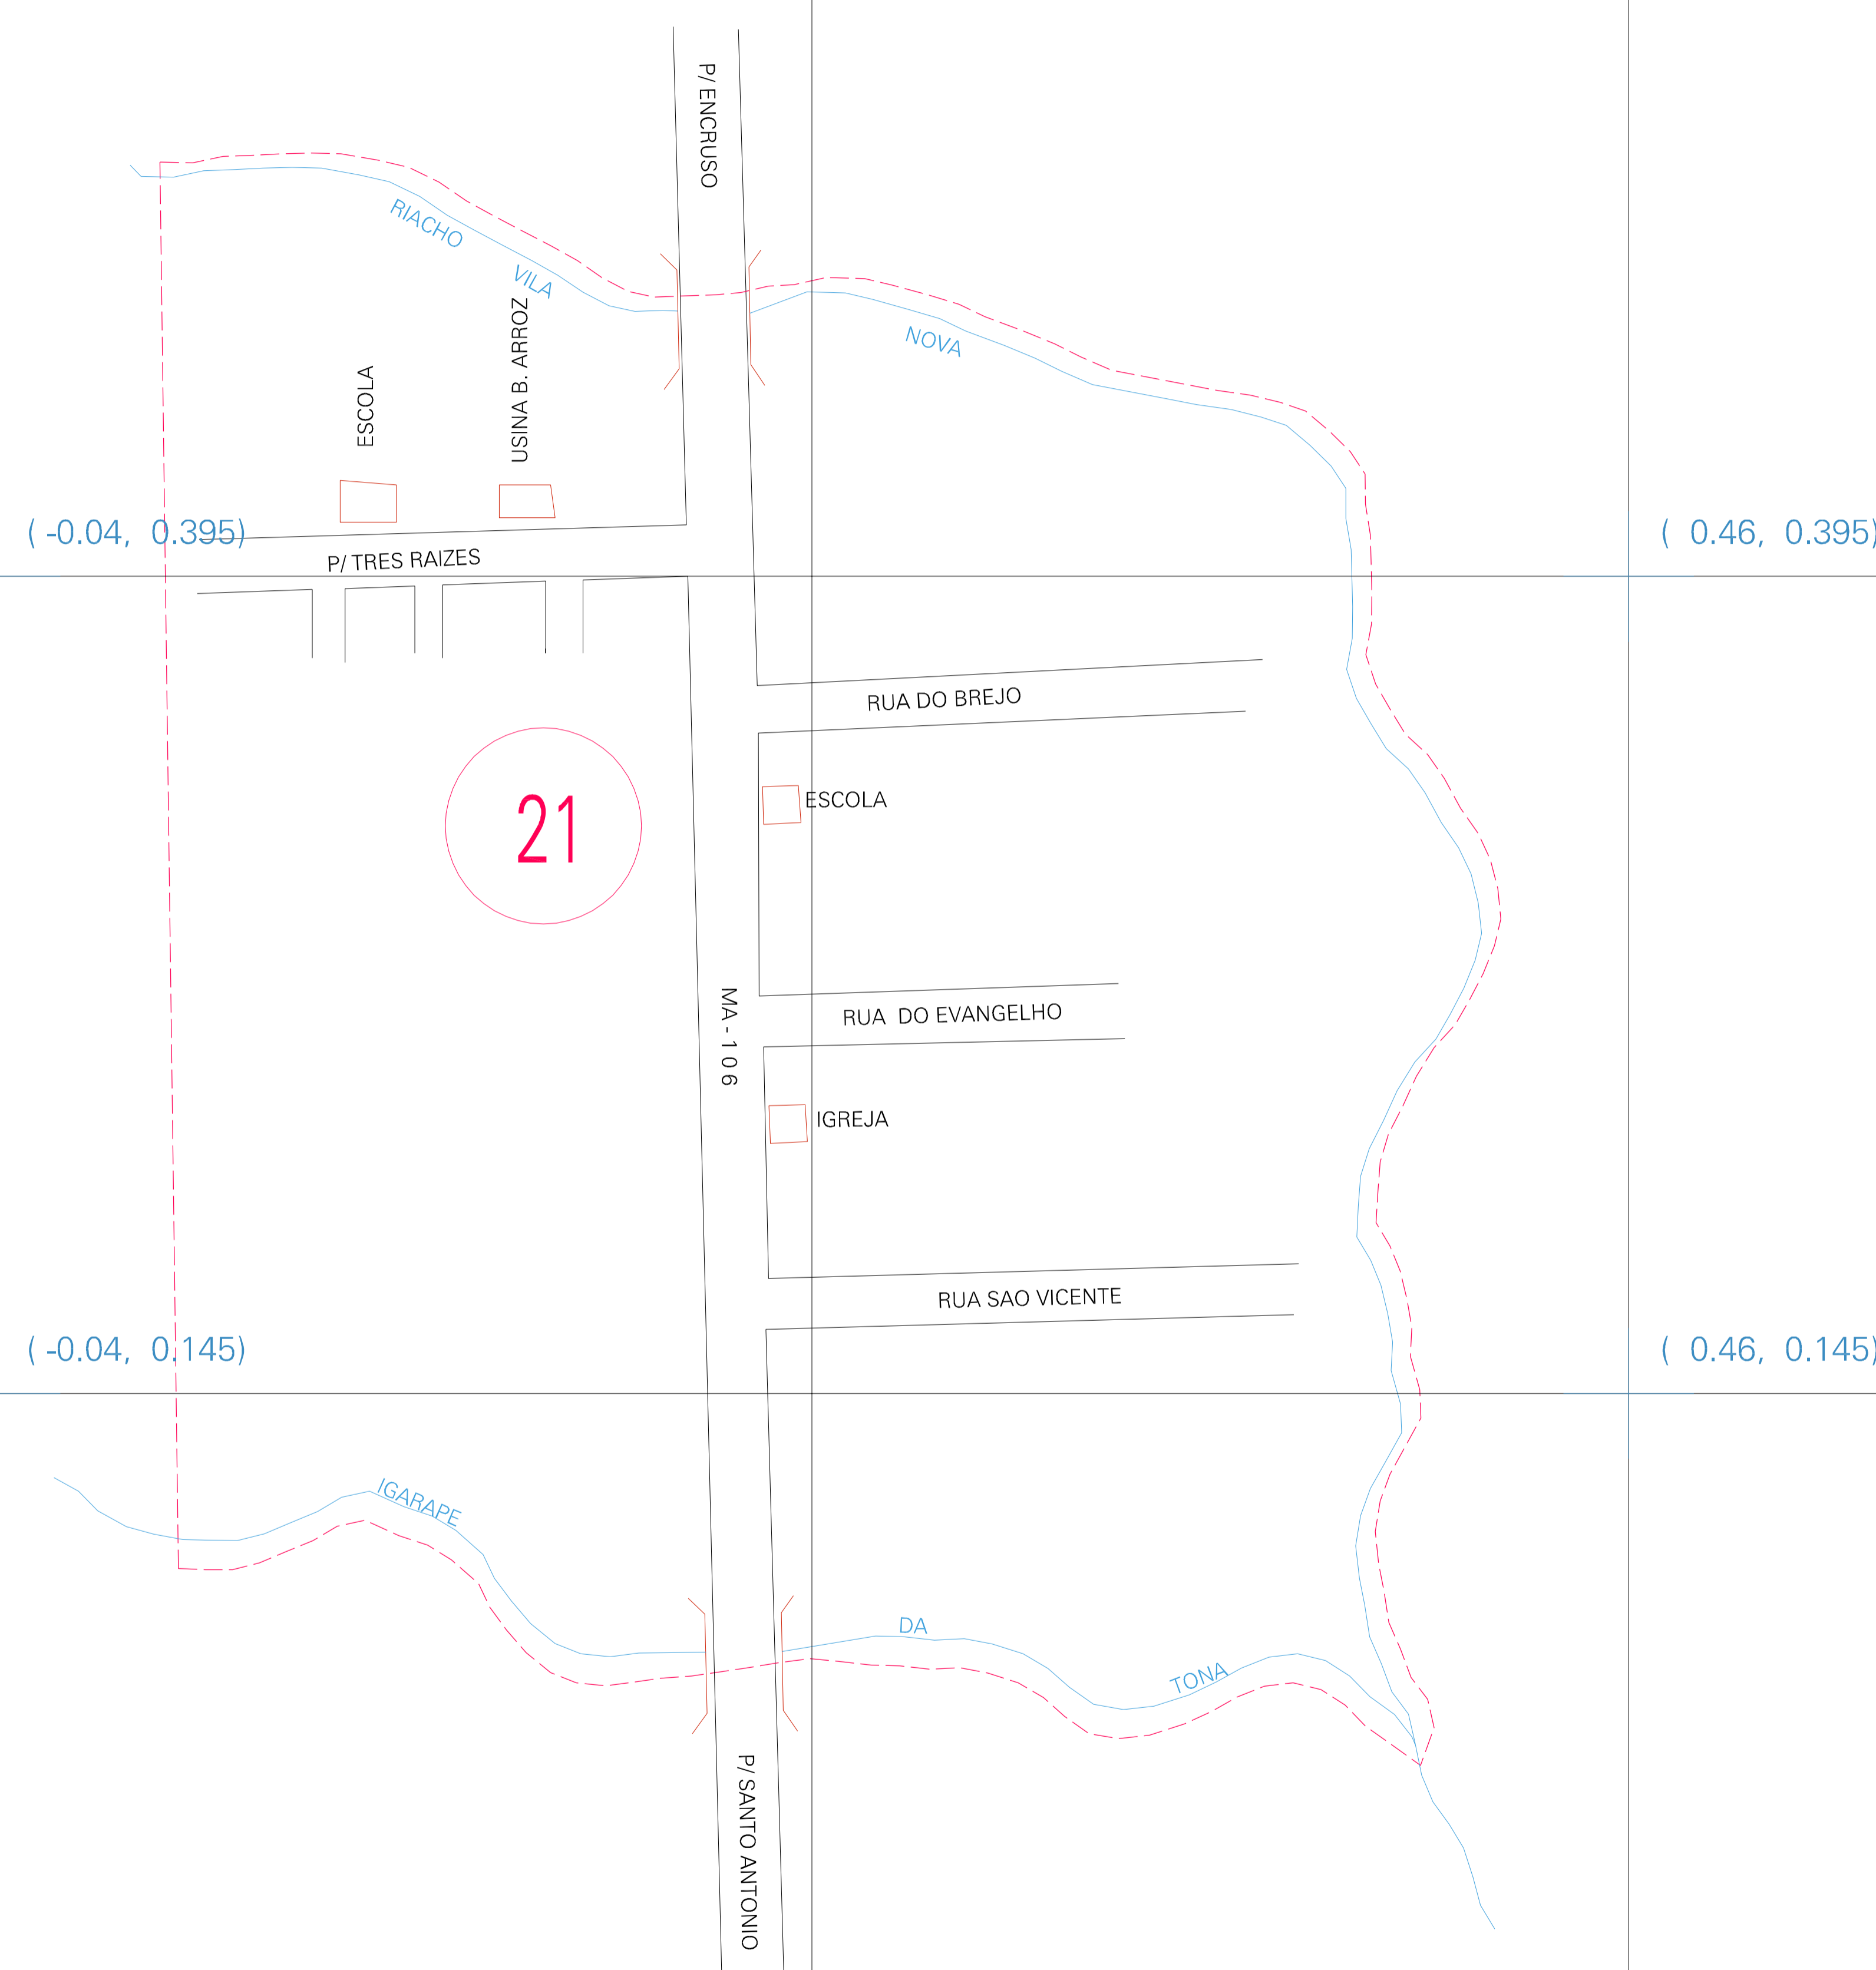 P/ ENCRUSO
RIACHO
VILA
NOVA
ESCOLA
USINA B. ARROZ
( -0.04,  0.395)
(  0.46,  0.395)
P/ TRES RAIZES
RUA DO BREJO
21
ESCOLA
MA - 1 0 6
RUA  DO EVANGELHO
IGREJA
RUA SAO VICENTE
( -0.04,  0.145)
(  0.46,  0.145)
IGARAPE
DA
TONA
P/ SANTO ANTONIO